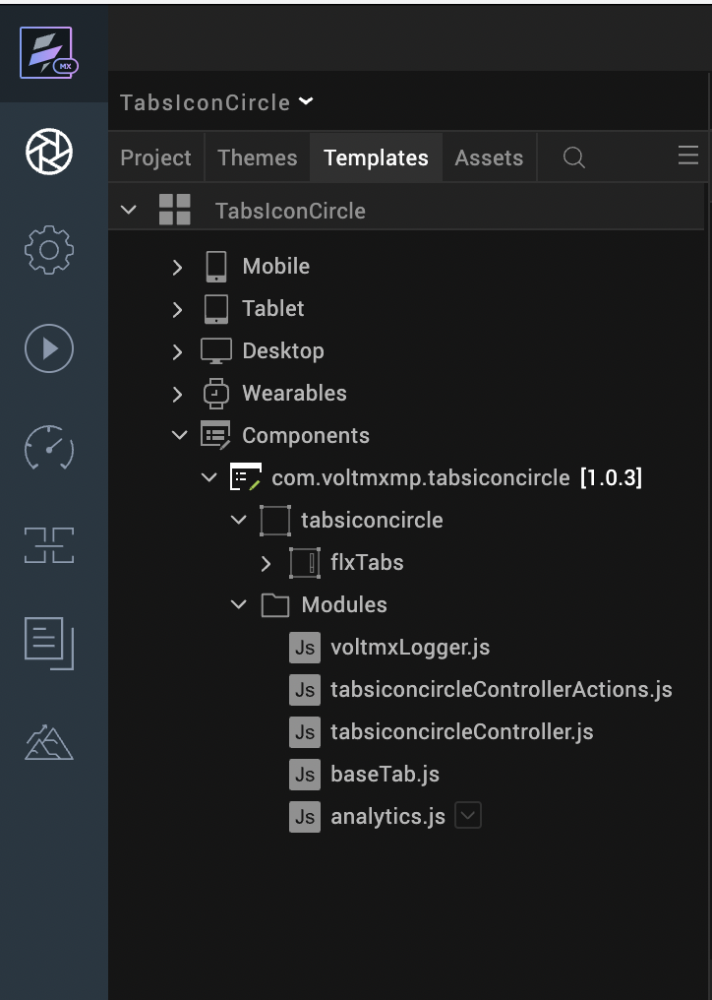 MX
TabsIconCircle
Project Themes Templates Assets
TabsIconCircle
Mobile
Tablet
Desktop
Wearables
Components
com.voltmxmp.tabsiconcircle [1.0.3]
tabsiconcircle
flxTabs
Modules
Js voltmxLogger.js
Js tabsiconcircleControllerActions.js
Js tabsiconcircleController.js
Js baseTab.js
Js analytics.js